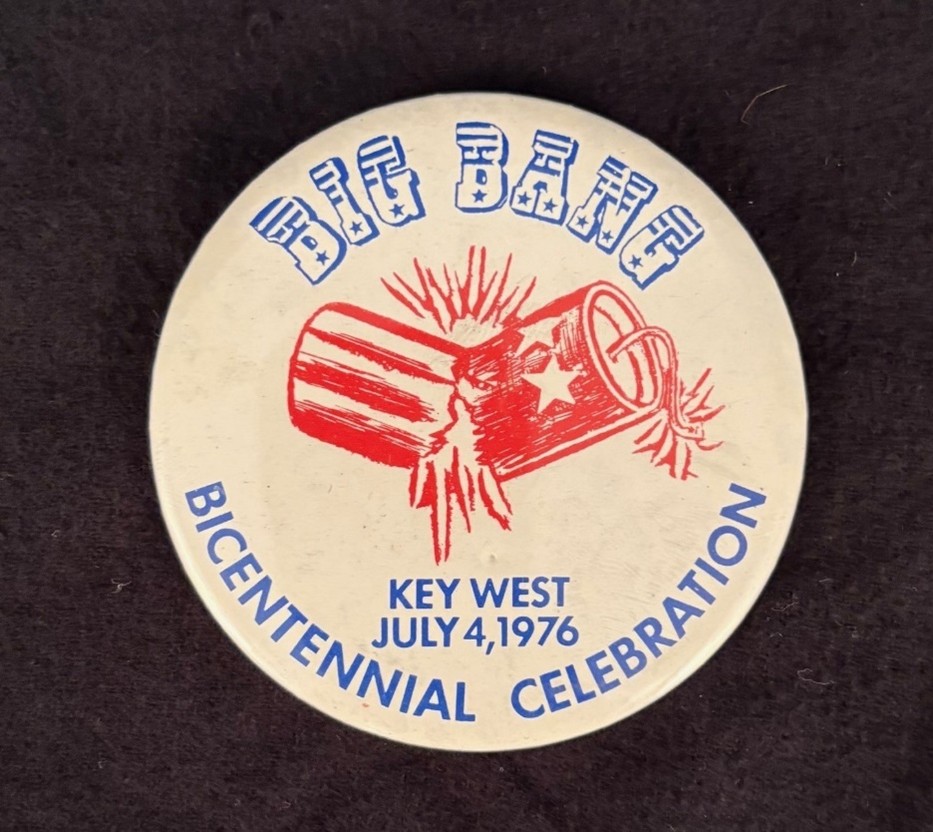 BIG BANG
KEY WEST
JULY 4, 1976
BICENTENNIAL CELEBRATION